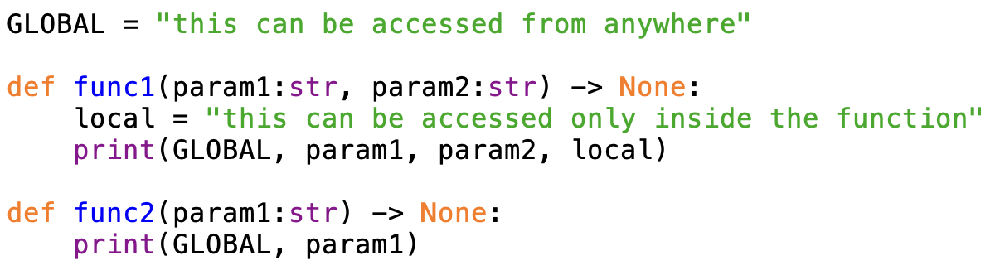 GLOBAL = "this can be accessed from anywhere"

def func1(param1:str, param2:str) -> None:
    local = "this can be accessed only inside the function"
    print(GLOBAL, param1, param2, local)

def func2(param1:str) -> None:
    print(GLOBAL, param1)